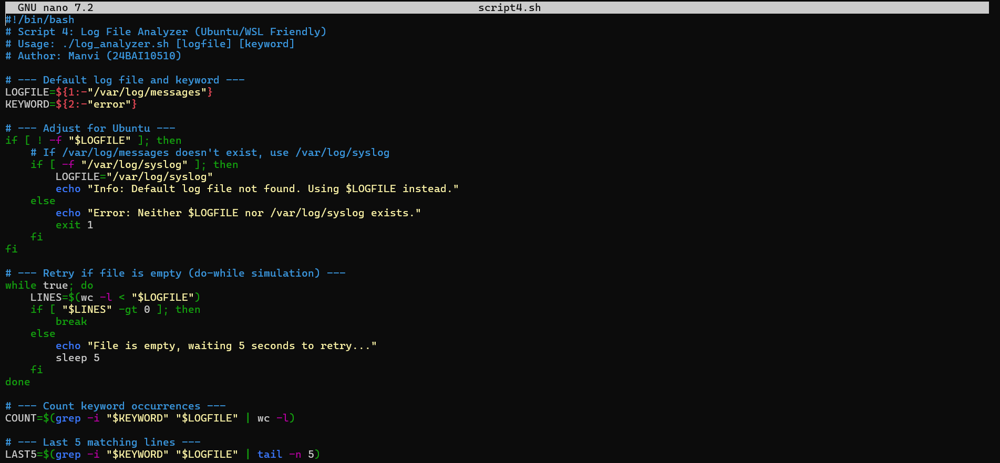 GNU nano 7.2 script4.sh
#!/bin/bash
# Script 4: Log File Analyzer (Ubuntu/WSL Friendly)
# Usage: ./log_analyzer.sh [logfile] [keyword]
# Author: Manvi (24BAI10510)

# --- Default log file and keyword ---
LOGFILE=${1:-"/var/log/messages"}
KEYWORD=${2:-"error"}

# --- Adjust for Ubuntu ---
if [ ! -f "$LOGFILE" ]; then
    # If /var/log/messages doesn't exist, use /var/log/syslog
    if [ -f "/var/log/syslog" ]; then
        LOGFILE="/var/log/syslog"
        echo "Info: Default log file not found. Using $LOGFILE instead."
    else
        echo "Error: Neither $LOGFILE nor /var/log/syslog exists."
        exit 1
    fi
fi

# --- Retry if file is empty (do-while simulation) ---
while true; do
    LINES=$(wc -l < "$LOGFILE")
    if [ "$LINES" -gt 0 ]; then
        break
    else
        echo "File is empty, waiting 5 seconds to retry..."
        sleep 5
    fi
done

# --- Count keyword occurrences ---
COUNT=$(grep -i "$KEYWORD" "$LOGFILE" | wc -l)

# --- Last 5 matching lines ---
LAST5=$(grep -i "$KEYWORD" "$LOGFILE" | tail -n 5)